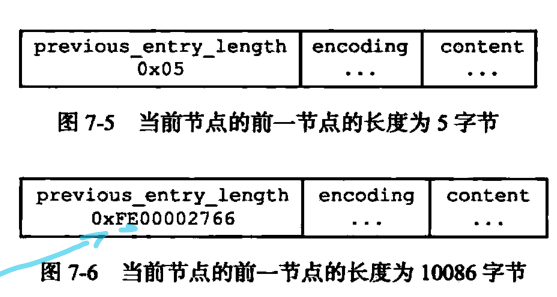 previous_entry_length encoding content
0x05 ... ...
图 7-5 当前节点的前一节点的长度为 5 字节
previous_entry_length encoding content
0xFE00002766 ... ...
图 7-6 当前节点的前一节点的长度为 10086 字节